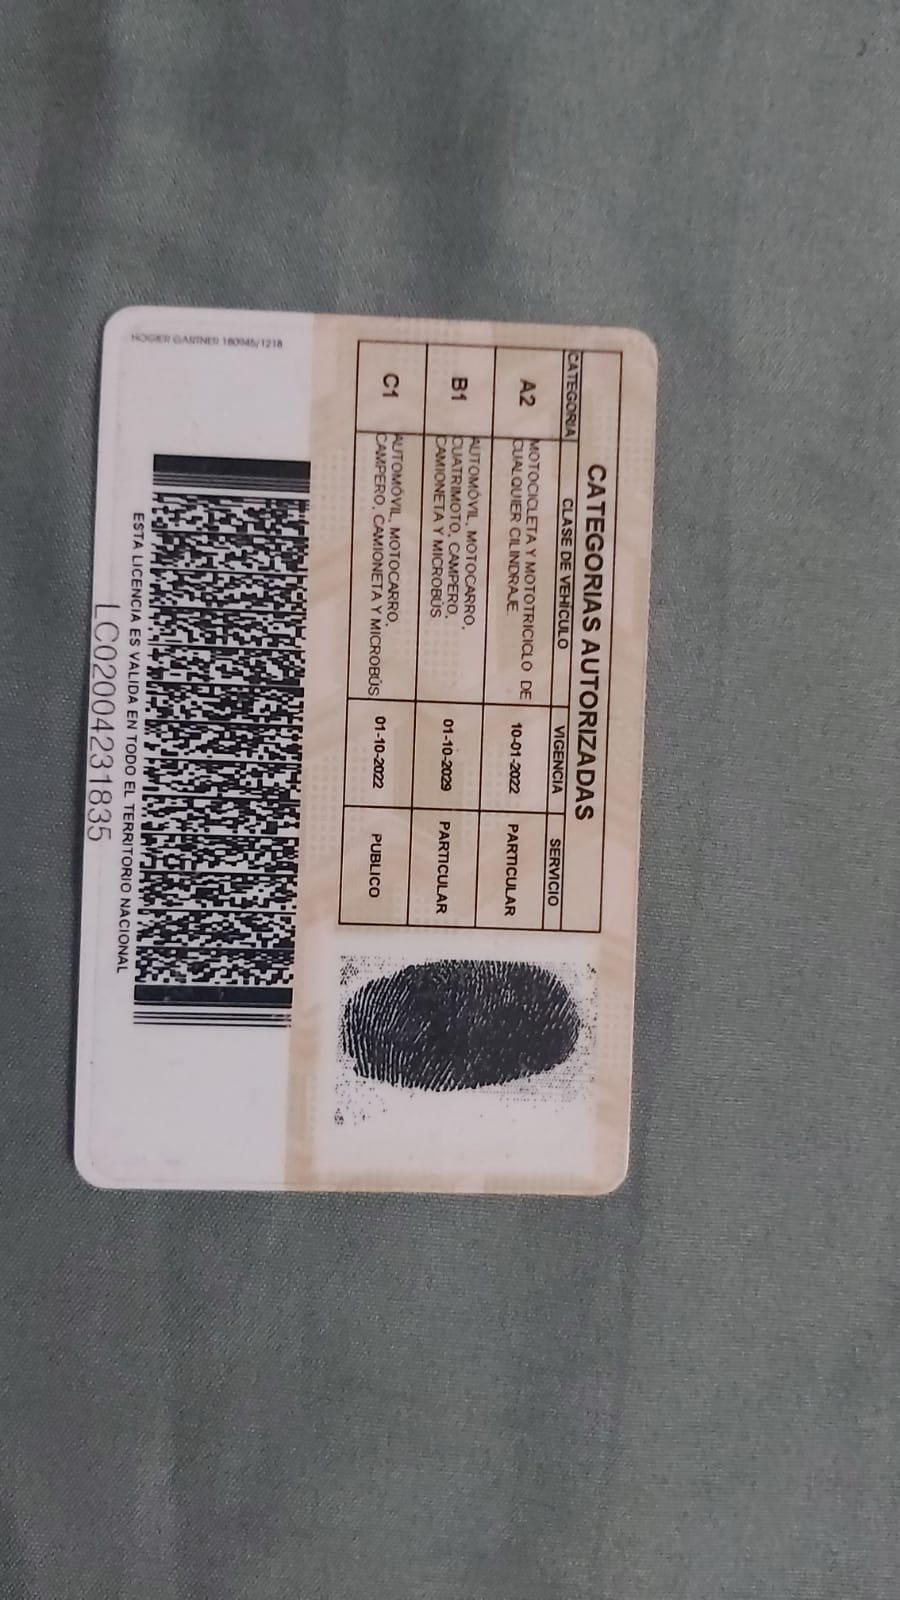 CATEGORIAS AUTORIZADAS
CATEGORIA CLASE DE VEHÍCULO VIGENCIA SERVICIO
A2 MOTOCICLETA Y MOTOTRICICLO DE CUALQUIER CILINDRAJE. 10-01-2022 PARTICULAR
B1 AUTOMÓVIL, MOTOCARRO, CUATRIMOTO, CAMPERO, CAMIONETA Y MICROBÚS 01-10-2029 PARTICULAR
C1 AUTOMÓVIL, MOTOCARRO, CAMPERO, CAMIONETA Y MICROBÚS 01-10-2022 PUBLICO
HOGIER GARTNER 180945/1218
ESTA LICENCIA ES VALIDA EN TODO EL TERRITORIO NACIONAL
LC02004231835